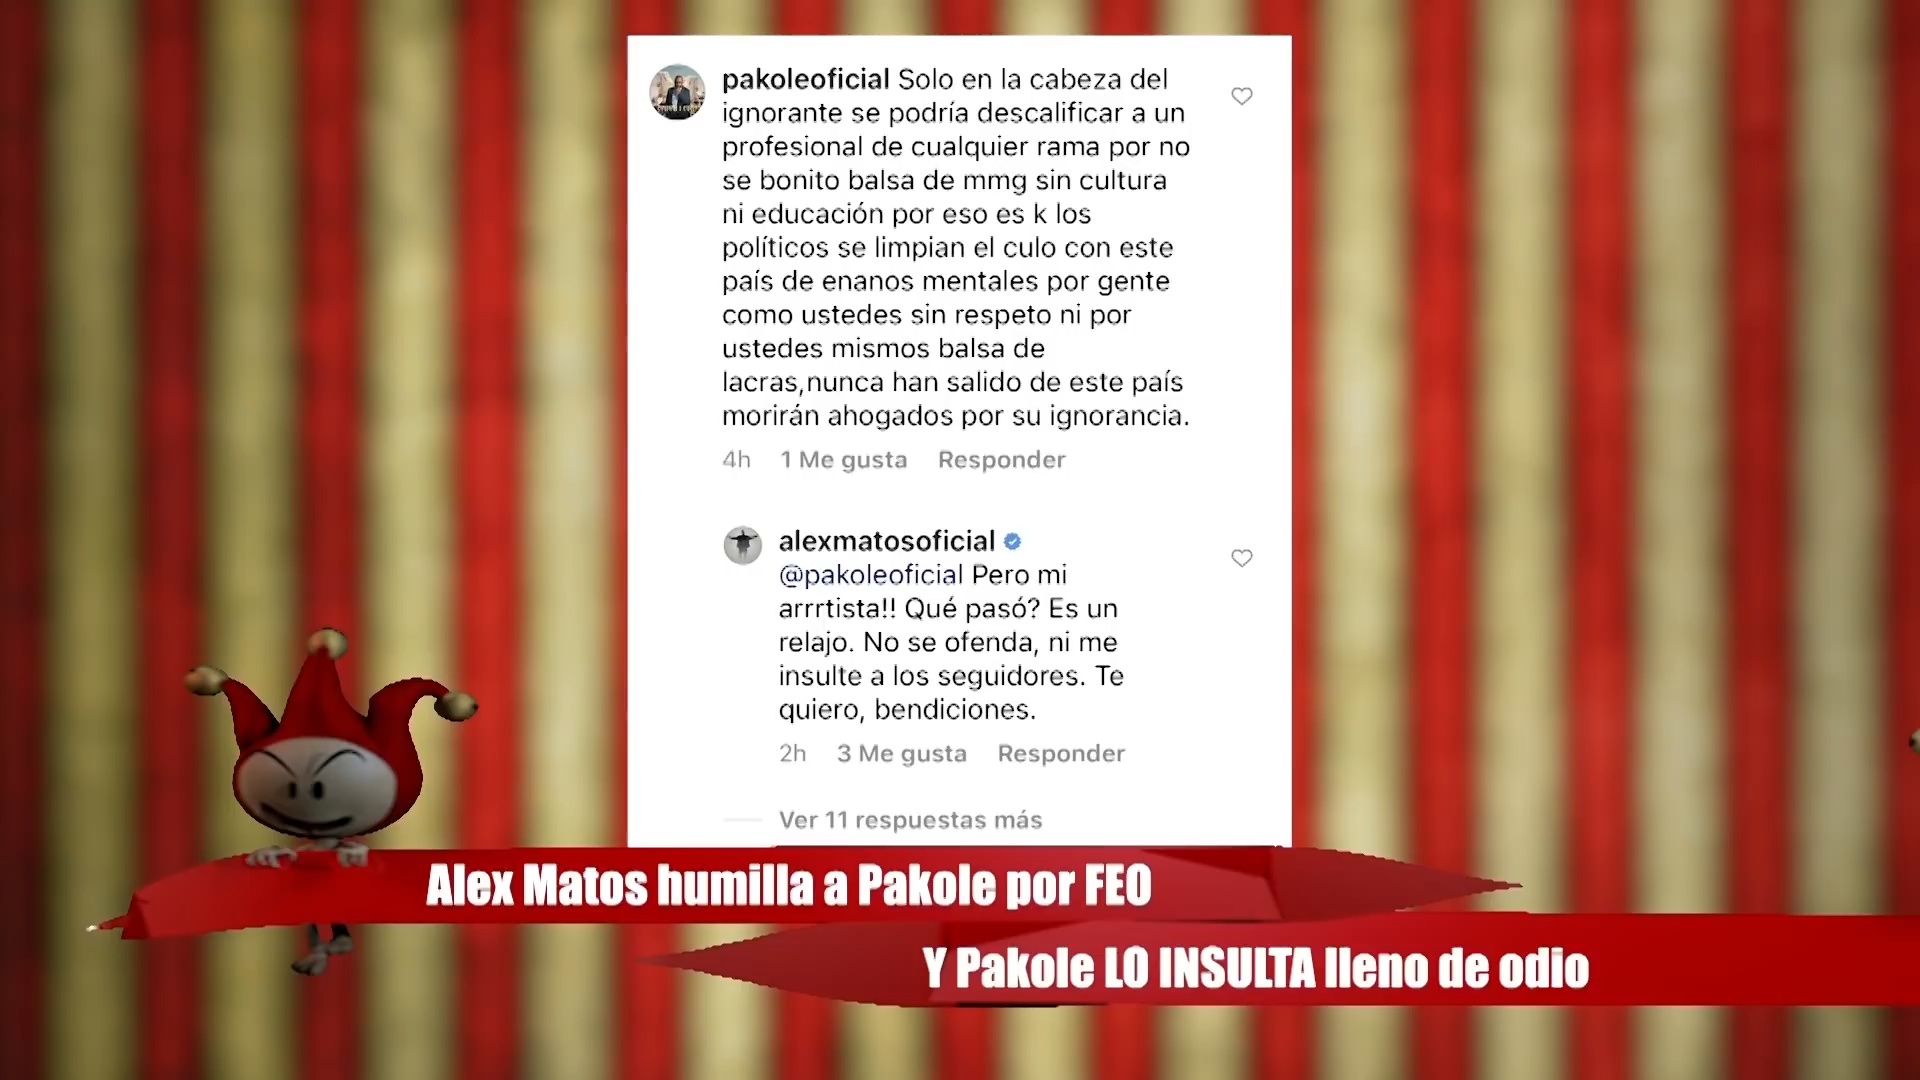 pakoleoficial Solo en la cabeza del
ignorante se podría descalificar a un
profesional de cualquier rama por no
se bonito balsa de mmg sin cultura
ni educación por eso es k los
políticos se limpian el culo con este
país de enanos mentales por gente
como ustedes sin respeto ni por
ustedes mismos balsa de
lacras,nunca han salido de este país
morirán ahogados por su ignorancia.
4h 1 Me gusta Responder
alexmatosoficial
@pakoleoficial Pero mi
arrrtista!! Qué pasó? Es un
relajo. No se ofenda, ni me
insulte a los seguidores. Te
quiero, bendiciones.
2h 3 Me gusta Responder
Ver 11 respuestas más
Alex Matos humilla a Pakole por FEO
Y Pakole LO INSULTA lleno de odio